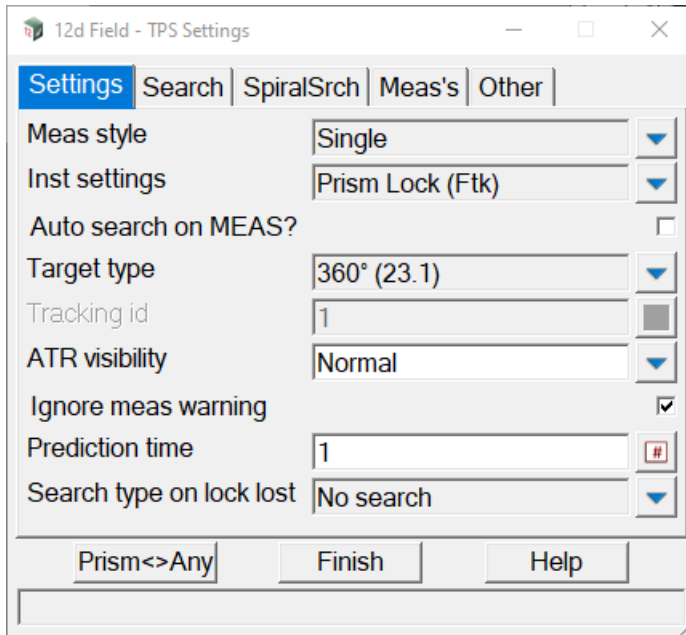 12d Field - TPS Settings
Settings Search SpiralSrch Meas's Other
Meas style Single
Inst settings Prism Lock (Ftk)
Auto search on MEAS?
Target type 360° (23.1)
Tracking id 1
ATR visibility Normal
Ignore meas warning
Prediction time 1 #
Search type on lock lost No search
Prism<>Any Finish Help